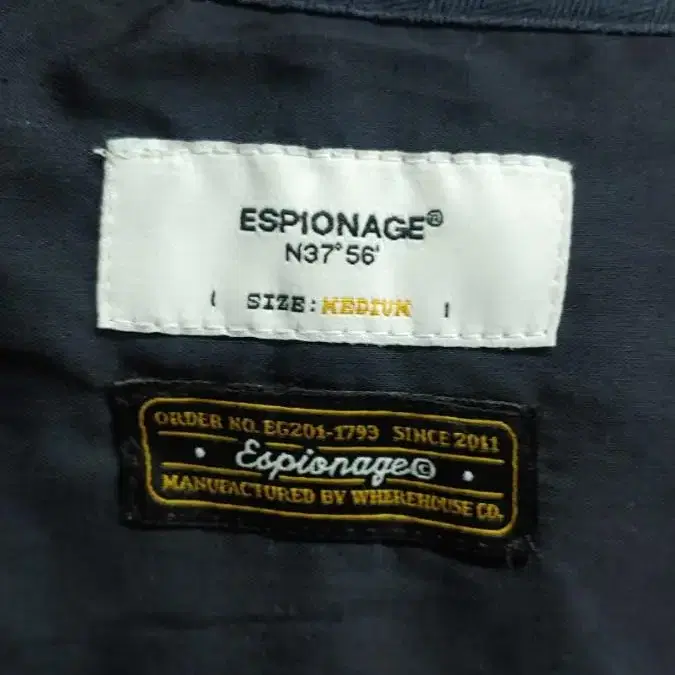 ESPIONAGE®
N37°56'
SIZE:MEDIUM
ORDER NO. EG201-1793 SINCE 2011
• Espionage© •
MANUFACTURED BY WHEREHOUSE CO.